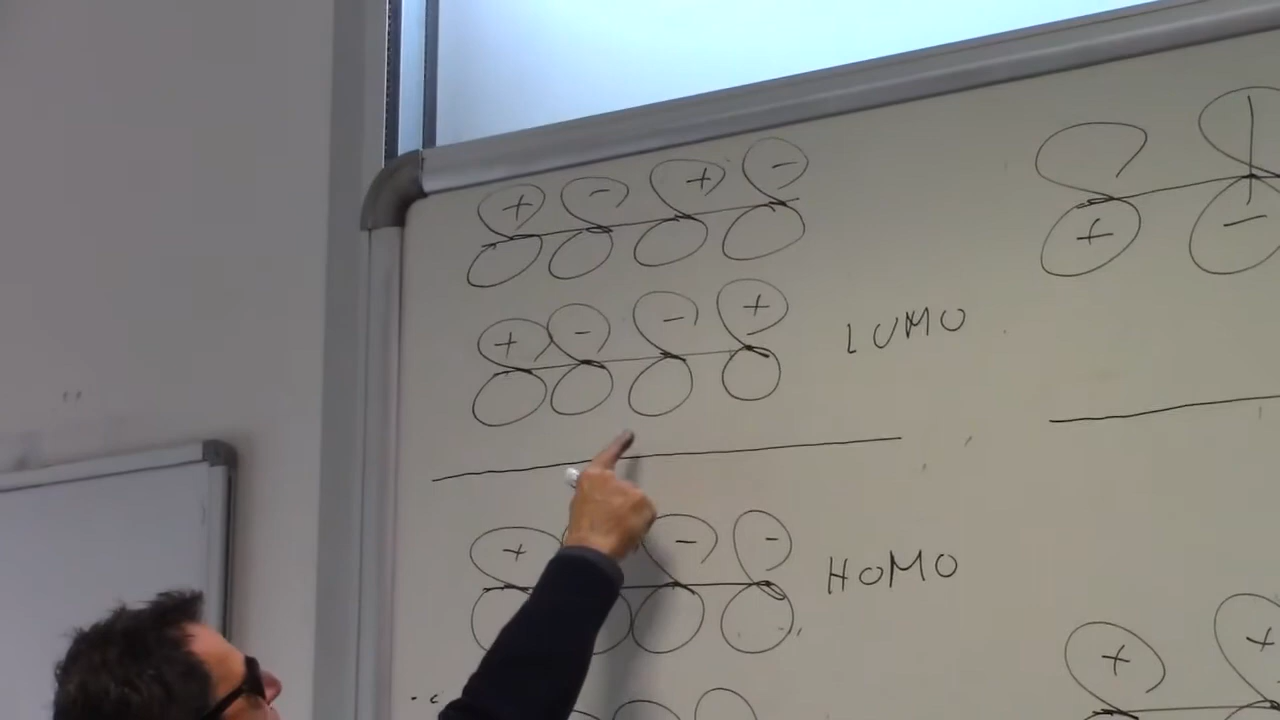 + - + -
+ - - + LUMO
+ -
+ - - HOMO
+ +